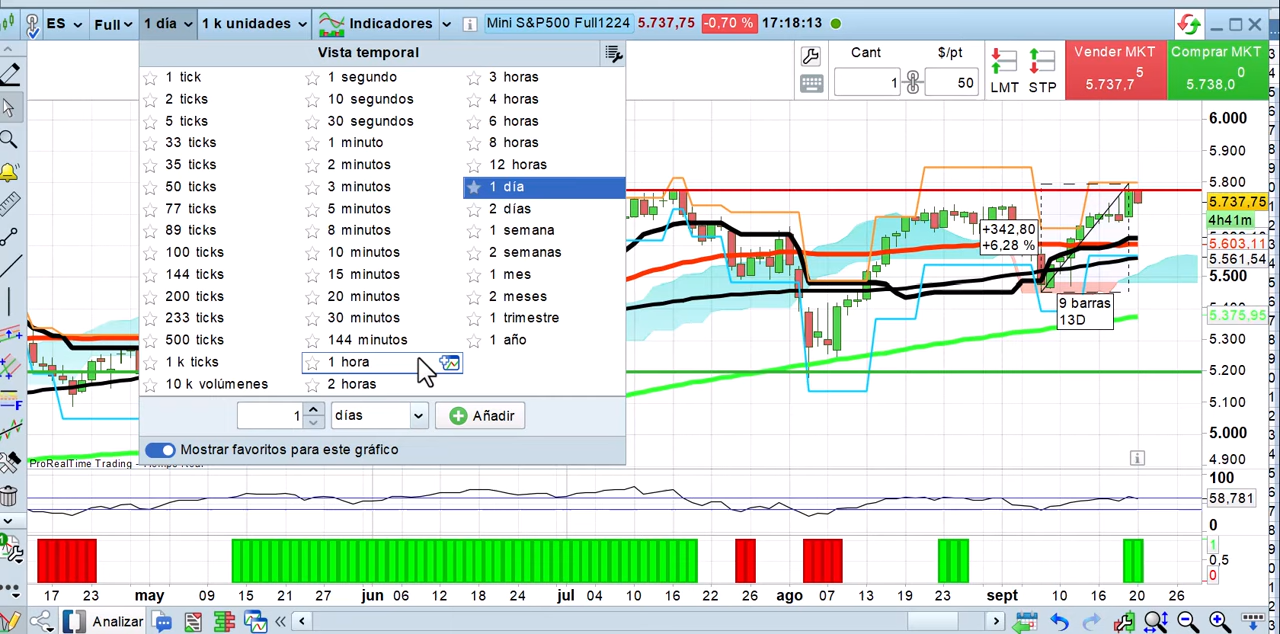 ES Full 1 día 1 k unidades Indicadores Mini S&P500 Full1224 5.737,75 -0,70 % 17:18:13
Vista temporal
1 tick 1 segundo 3 horas
2 ticks 10 segundos 4 horas
5 ticks 30 segundos 6 horas
33 ticks 1 minuto 8 horas
35 ticks 2 minutos 12 horas
50 ticks 3 minutos 1 día
77 ticks 5 minutos 2 días
89 ticks 8 minutos 1 semana
100 ticks 10 minutos 2 semanas
144 ticks 15 minutos 1 mes
200 ticks 20 minutos 2 meses
233 ticks 30 minutos 1 trimestre
500 ticks 144 minutos 1 año
1 k ticks 1 hora
10 k volúmenes 2 horas
1 días Añadir
Mostrar favoritos para este gráfico
Cant $/pt
1 50
LMT STP
Vender MKT
5.737,7 5
Comprar MKT
5.738,0 0
6.000
5.900
5.800
5.737,75
4h41m
5.603,11
5.561,54
5.500
5.375,95
5.300
5.200
5.100
5.000
4.900
+342,80
+6,28 %
9 barras
13D
100
58,781
0
1
0,5
0
17 23 may 09 15 21 27 jun 06 12 18 24 jul 04 10 16 22 26 ago 07 13 19 23 sept 10 16 20 26
Analizar